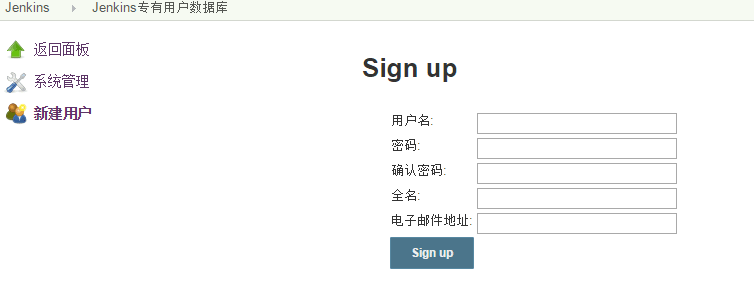 Jenkins Jenkins专有用户数据库
返回面板
系统管理
新建用户
Sign up
用户名:
密码:
确认密码:
全名:
电子邮件地址:
Sign up